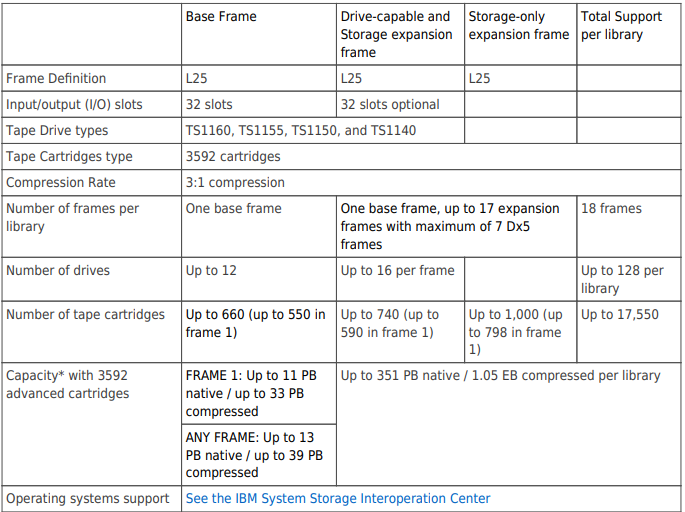 Base Frame
Drive-capable and
Storage expansion
frame
Storage-only
expansion frame
Total Support
per library
Frame Definition
L25
L25
L25
Input/output (I/O) slots
32 slots
32 slots optional
Tape Drive types
TS1160, TS1155, TS1150, and TS1140
Tape Cartridges type
3592 cartridges
Compression Rate
3:1 compression
Number of frames per
library
One base frame
One base frame, up to 17 expansion
frames with maximum of 7 Dx5
frames
18 frames
Number of drives
Up to 12
Up to 16 per frame
Up to 128 per
library
Number of tape cartridges
Up to 660 (up to 550 in
frame 1)
Up to 740 (up to
590 in frame 1)
Up to 1,000 (up
to 798 in frame
1)
Up to 17,550
Capacity* with 3592
advanced cartridges
FRAME 1: Up to 11 PB
native / up to 33 PB
compressed
ANY FRAME: Up to 13
PB native / up to 39 PB
compressed
Up to 351 PB native / 1.05 EB compressed per library
Operating systems support
See the IBM System Storage Interoperation Center